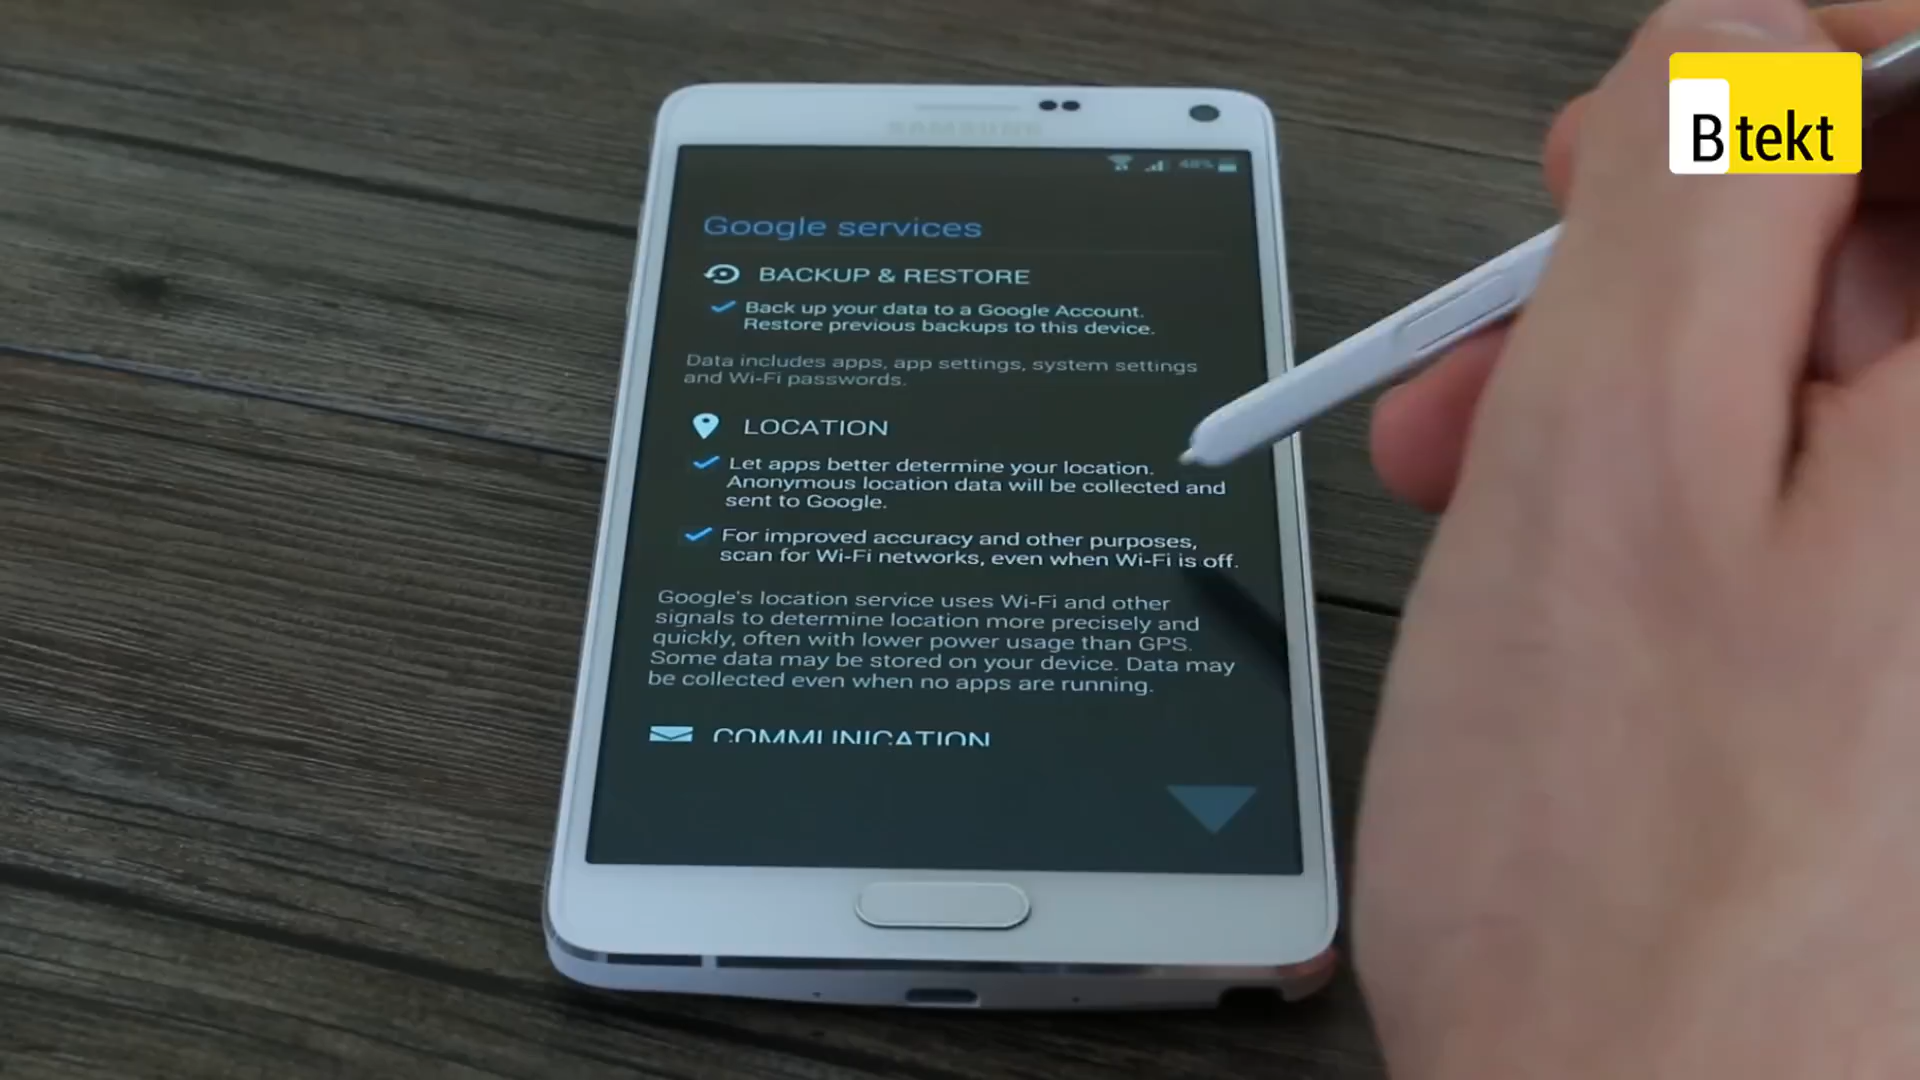 B tekt
SAMSUNG
48%
Google services
BACKUP & RESTORE
Back up your data to a Google Account.
Restore previous backups to this device.
Data includes apps, app settings, system settings
and Wi-Fi passwords.
LOCATION
Let apps better determine your location.
Anonymous location data will be collected and
sent to Google.
For improved accuracy and other purposes,
scan for Wi-Fi networks, even when Wi-Fi is off.
Google's location service uses Wi-Fi and other
signals to determine location more precisely and
quickly, often with lower power usage than GPS.
Some data may be stored on your device. Data may
be collected even when no apps are running.
COMMUNICATION